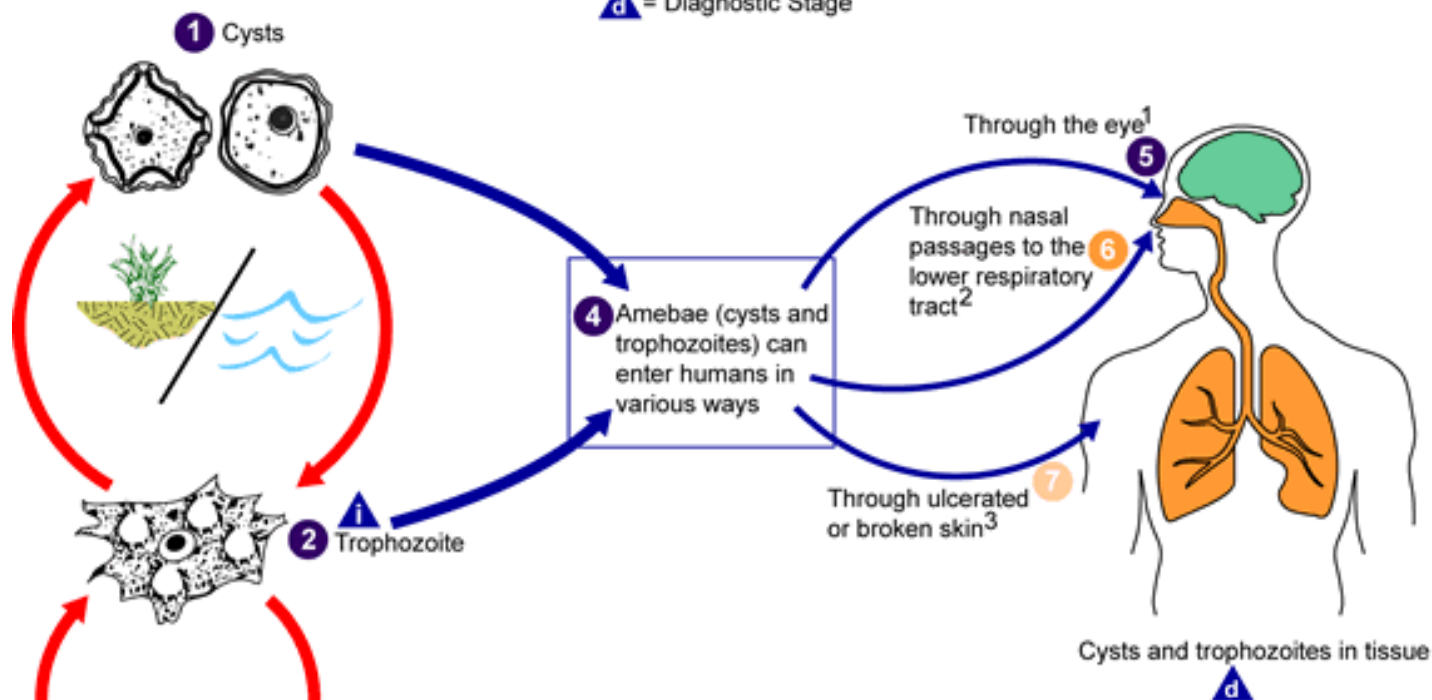 d = Diagnostic Stage
1 Cysts
Through the eye1
5
Through nasal
passages to the 6
lower respiratory
tract2
4 Amebae (cysts and
trophozoites) can
enter humans in
various ways
7
Through ulcerated
or broken skin3
i
2 Trophozoite
Cysts and trophozoites in tissue
d